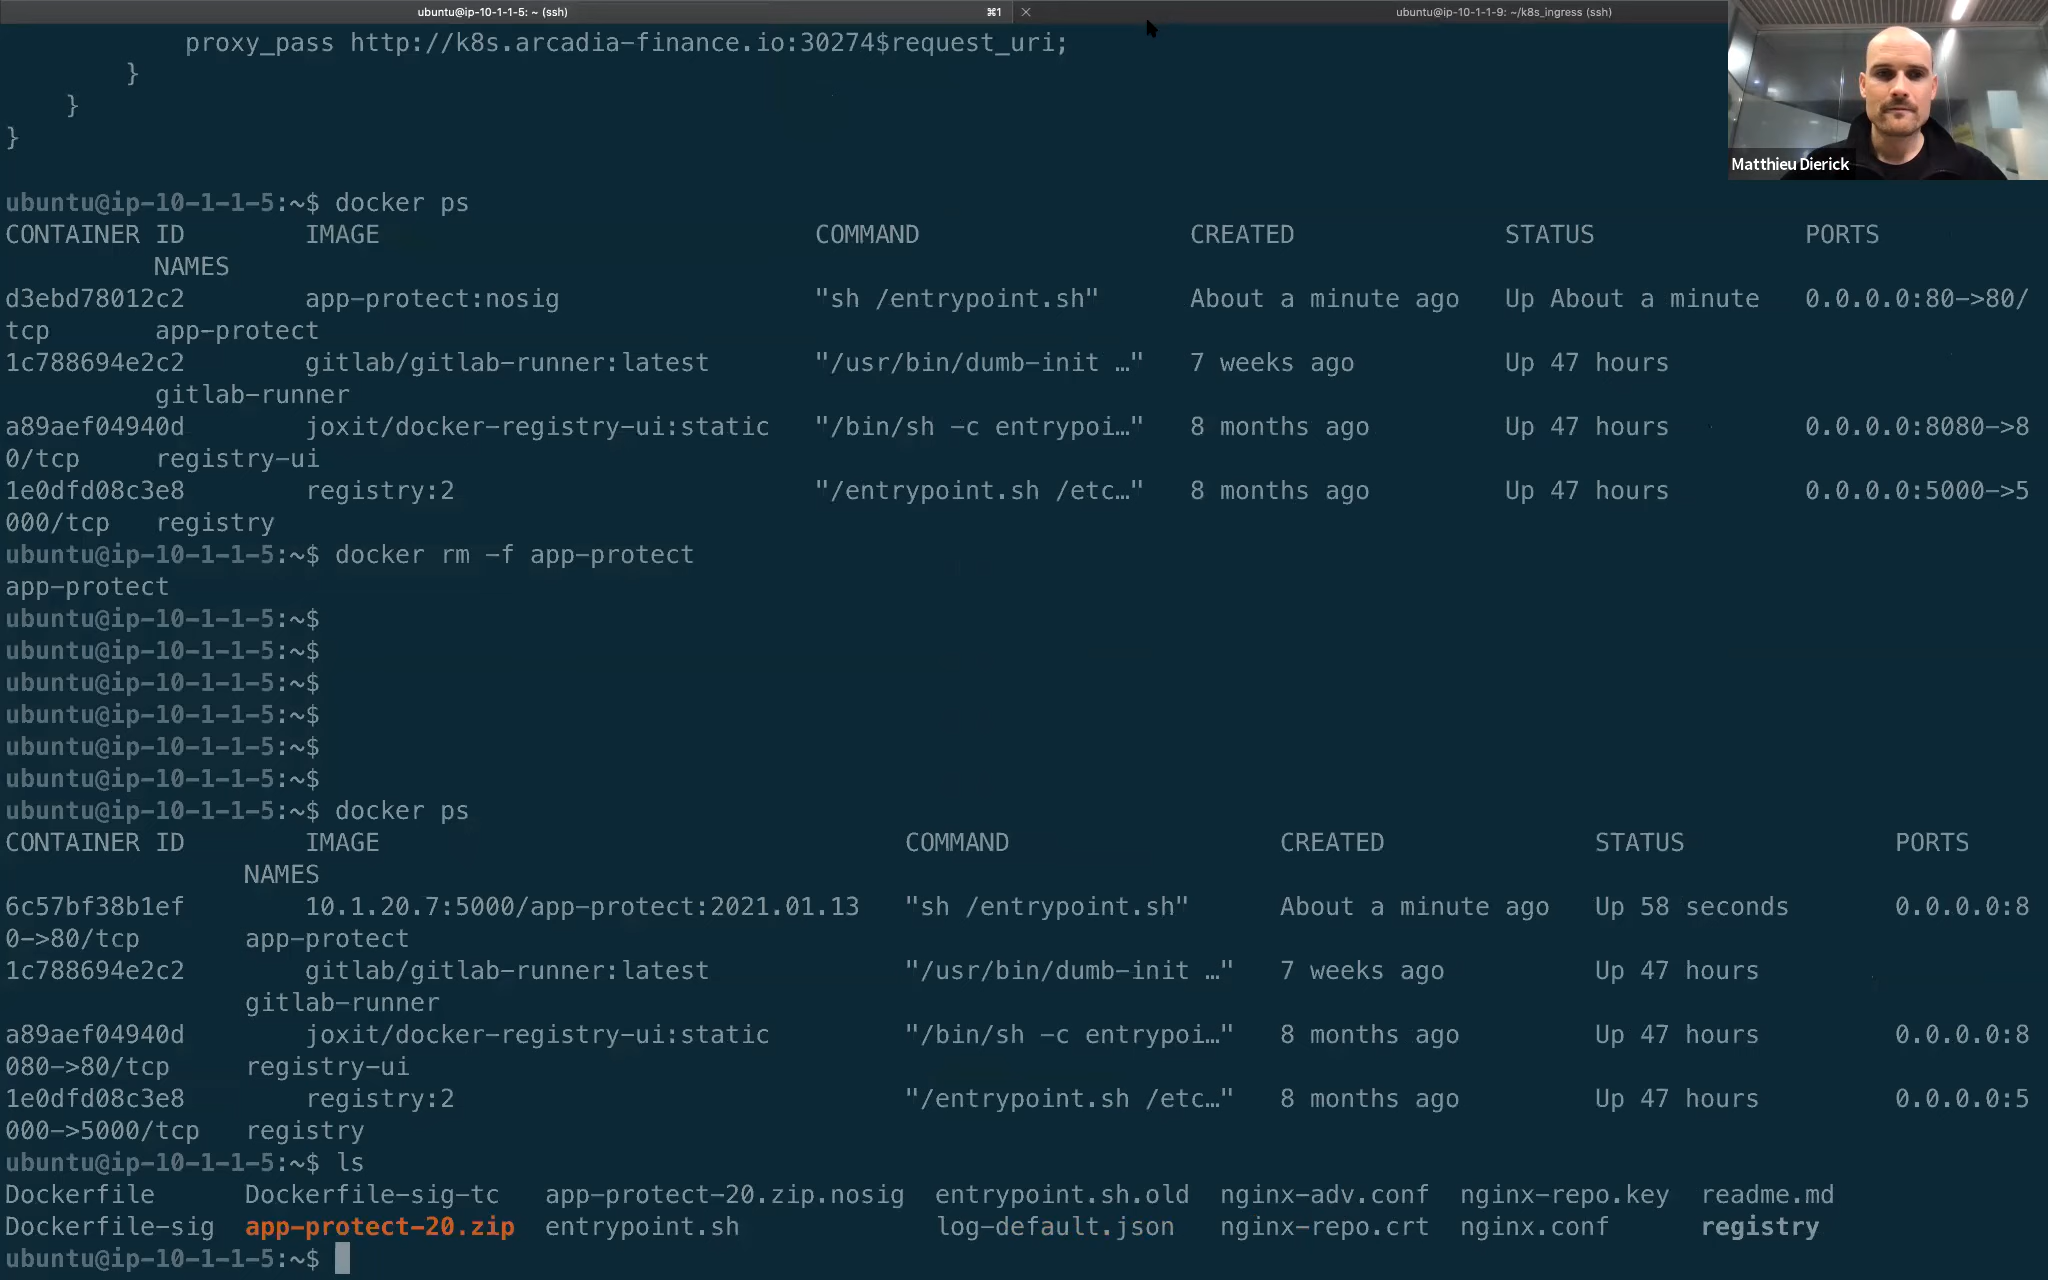 ubuntu@ip-10-1-1-5: ~ (ssh) ⌘1 ubuntu@ip-10-1-1-9: ~/k8s_ingress (ssh)
proxy_pass http://k8s.arcadia-finance.io:30274$request_uri;
}
}
}
Matthieu Dierick
ubuntu@ip-10-1-1-5:~$ docker ps
CONTAINER ID IMAGE COMMAND CREATED STATUS PORTS
NAMES
d3ebd78012c2 app-protect:nosig "sh /entrypoint.sh" About a minute ago Up About a minute 0.0.0.0:80->80/
tcp app-protect
1c788694e2c2 gitlab/gitlab-runner:latest "/usr/bin/dumb-init …" 7 weeks ago Up 47 hours
gitlab-runner
a89aef04940d joxit/docker-registry-ui:static "/bin/sh -c entrypoi…" 8 months ago Up 47 hours 0.0.0.0:8080->8
0/tcp registry-ui
1e0dfd08c3e8 registry:2 "/entrypoint.sh /etc…" 8 months ago Up 47 hours 0.0.0.0:5000->5
000/tcp registry
ubuntu@ip-10-1-1-5:~$ docker rm -f app-protect
app-protect
ubuntu@ip-10-1-1-5:~$
ubuntu@ip-10-1-1-5:~$
ubuntu@ip-10-1-1-5:~$
ubuntu@ip-10-1-1-5:~$
ubuntu@ip-10-1-1-5:~$
ubuntu@ip-10-1-1-5:~$
ubuntu@ip-10-1-1-5:~$ docker ps
CONTAINER ID IMAGE COMMAND CREATED STATUS PORTS
NAMES
6c57bf38b1ef 10.1.20.7:5000/app-protect:2021.01.13 "sh /entrypoint.sh" About a minute ago Up 58 seconds 0.0.0.0:8
0->80/tcp app-protect
1c788694e2c2 gitlab/gitlab-runner:latest "/usr/bin/dumb-init …" 7 weeks ago Up 47 hours
gitlab-runner
a89aef04940d joxit/docker-registry-ui:static "/bin/sh -c entrypoi…" 8 months ago Up 47 hours 0.0.0.0:8
080->80/tcp registry-ui
1e0dfd08c3e8 registry:2 "/entrypoint.sh /etc…" 8 months ago Up 47 hours 0.0.0.0:5
000->5000/tcp registry
ubuntu@ip-10-1-1-5:~$ ls
Dockerfile Dockerfile-sig-tc app-protect-20.zip.nosig entrypoint.sh.old nginx-adv.conf nginx-repo.key readme.md
Dockerfile-sig app-protect-20.zip entrypoint.sh log-default.json nginx-repo.crt nginx.conf registry
ubuntu@ip-10-1-1-5:~$